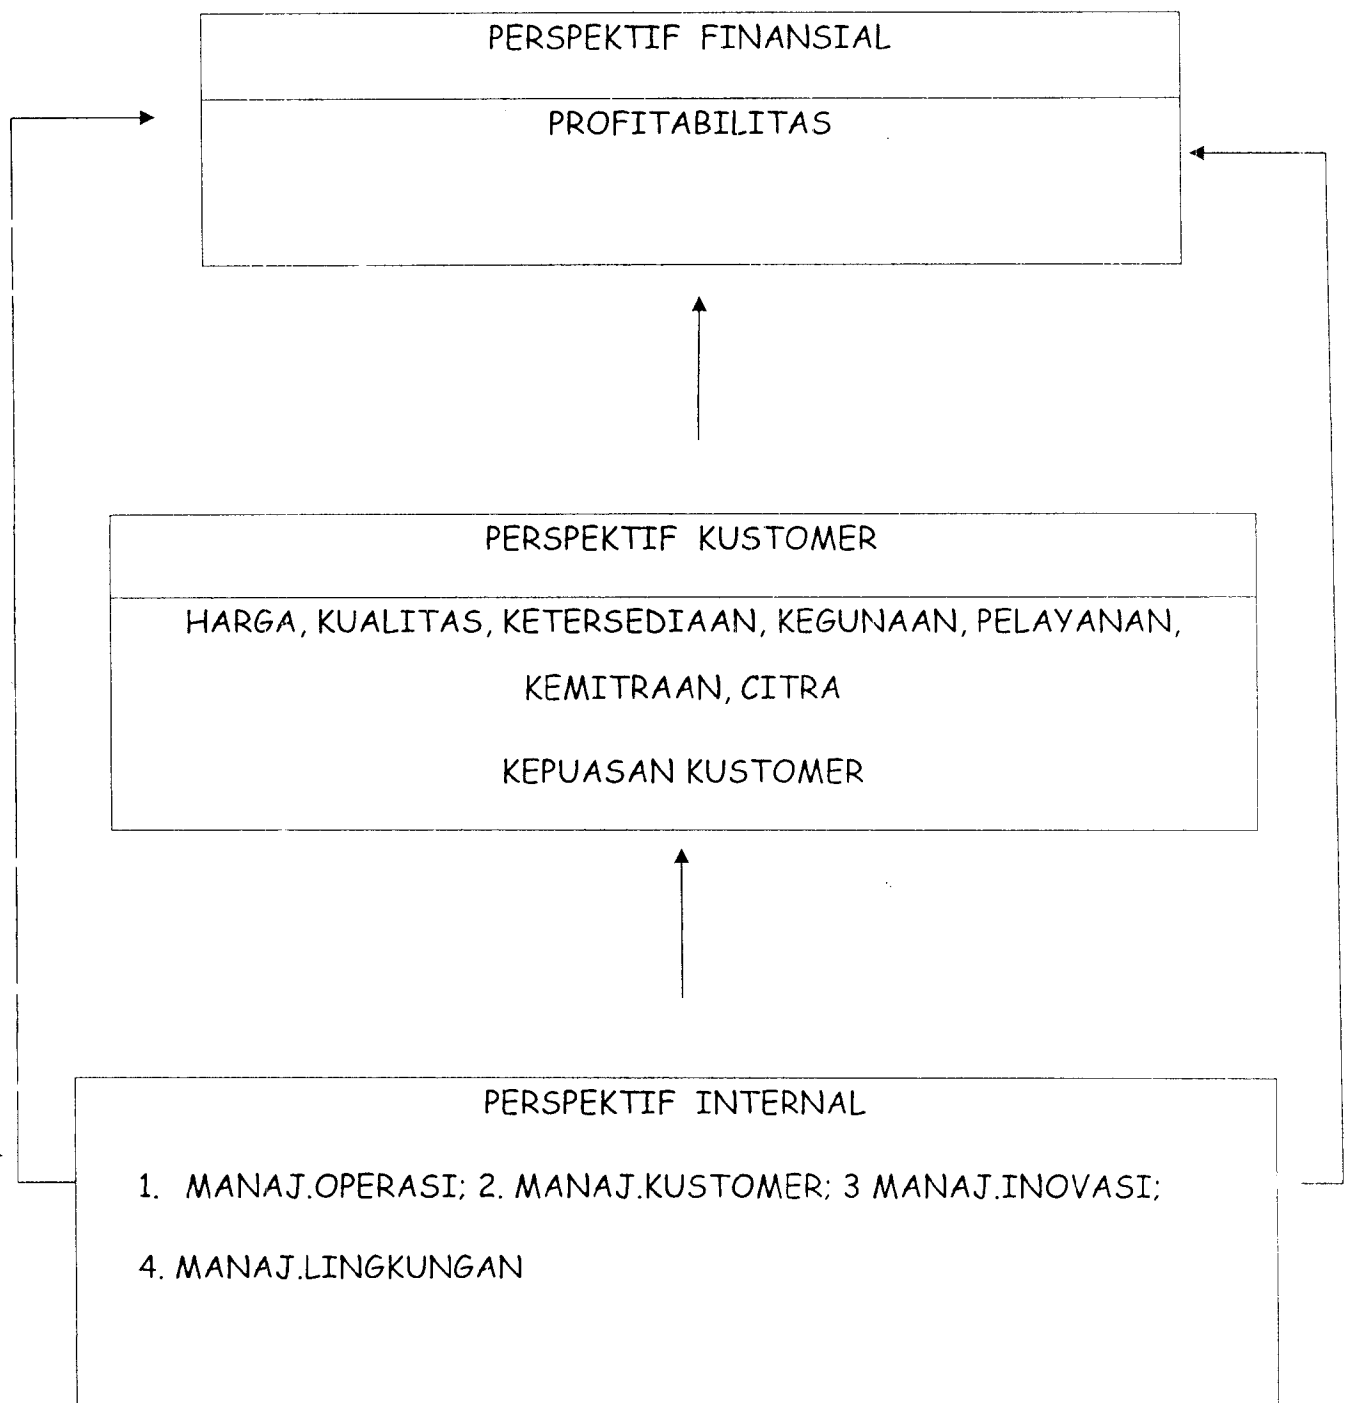 PERSPEKTIF FINANSIAL
PROFITABILITAS
PERSPEKTIF KUSTOMER
HARGA, KUALITAS, KETERSEDIAAN, KEGUNAAN, PELAYANAN,
KEMITRAAN, CITRA
KEPUASAN KUSTOMER
PERSPEKTIF INTERNAL
1. MANAJ.OPERASI; 2. MANAJ.KUSTOMER; 3 MANAJ.INOVASI;
4. MANAJ.LINGKUNGAN